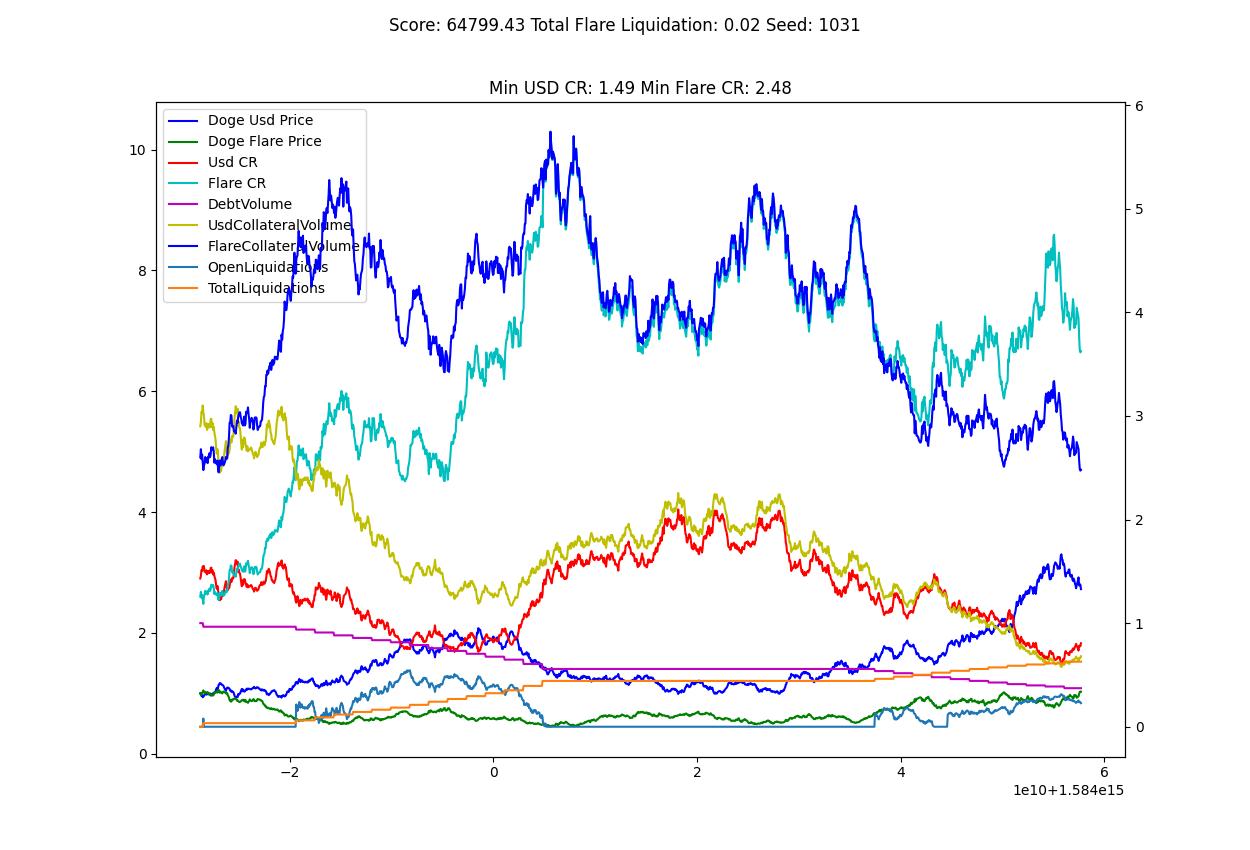 Score: 64799.43 Total Flare Liquidation: 0.02 Seed: 1031
Min USD CR: 1.49 Min Flare CR: 2.48
Doge Usd Price
Doge Flare Price
Usd CR
Flare CR
DebtVolume
UsdCollateralVolume
FlareCollateralVolume
OpenLiquidations
TotalLiquidations
10
8
6
4
2
0
6
5
4
3
2
1
0
−2
0
2
4
6
1e10+1.584e15